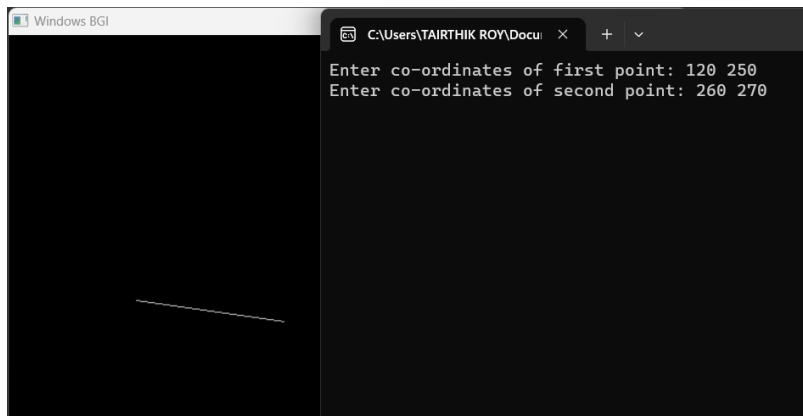 Windows BGI
C:\Users\TAIRTHIK ROY\Docu
Enter co-ordinates of first point: 120 250
Enter co-ordinates of second point: 260 270